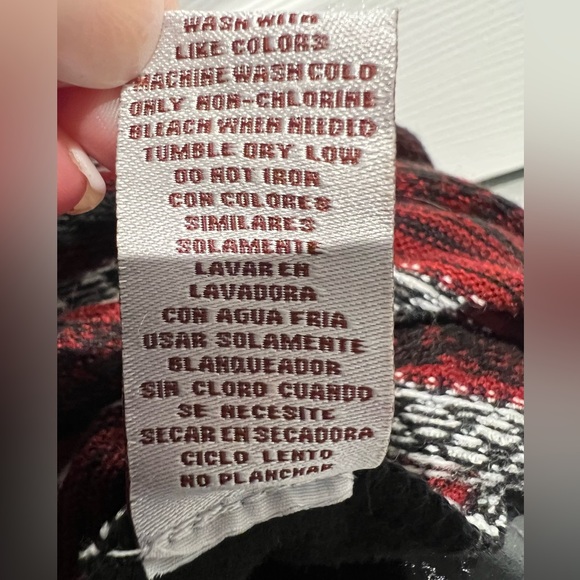 WASH WITH
LIKE COLORS
MACHINE WASH COLD
ONLY NON-CHLORINE
BLEACH WHEN NEEDED
TUMBLE DRY LOW
DO NOT IRON
CON COLORES
SIMILARES
SOLAMENTE
LAVAR EN
LAVADORA
CON AGUA FRIA
USAR SOLAMENTE
BLANQUEADOR
SIN CLORO CUANDO
SE NECESITE
SECAR EN SECADORA
CICLO LENTO
NO PLANCHAR